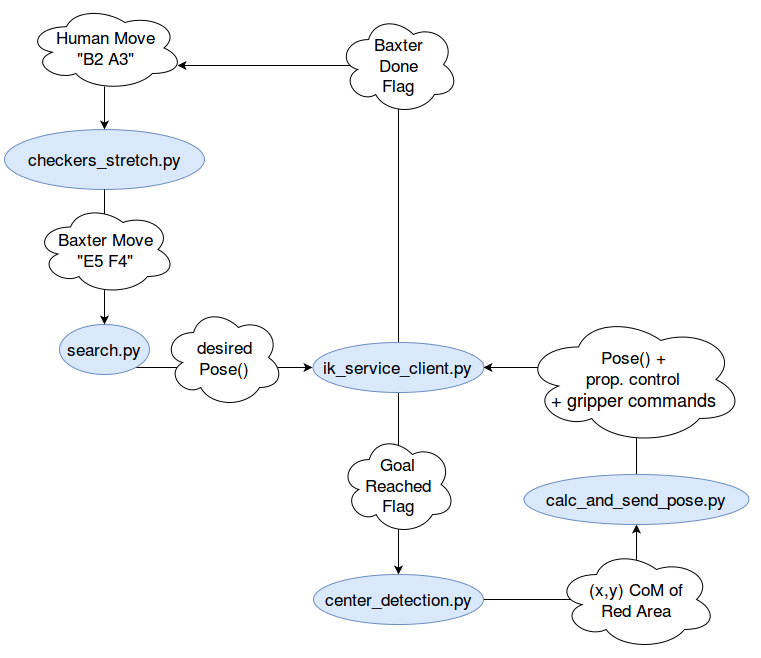 Human Move
"B2 A3"
Baxter
Done
Flag
checkers_stretch.py
Baxter Move
"E5 F4"
search.py
desired
Pose()
ik_service_client.py
Pose() +
prop. control
+ gripper commands
Goal
Reached
Flag
calc_and_send_pose.py
center_detection.py
(x,y) CoM of
Red Area